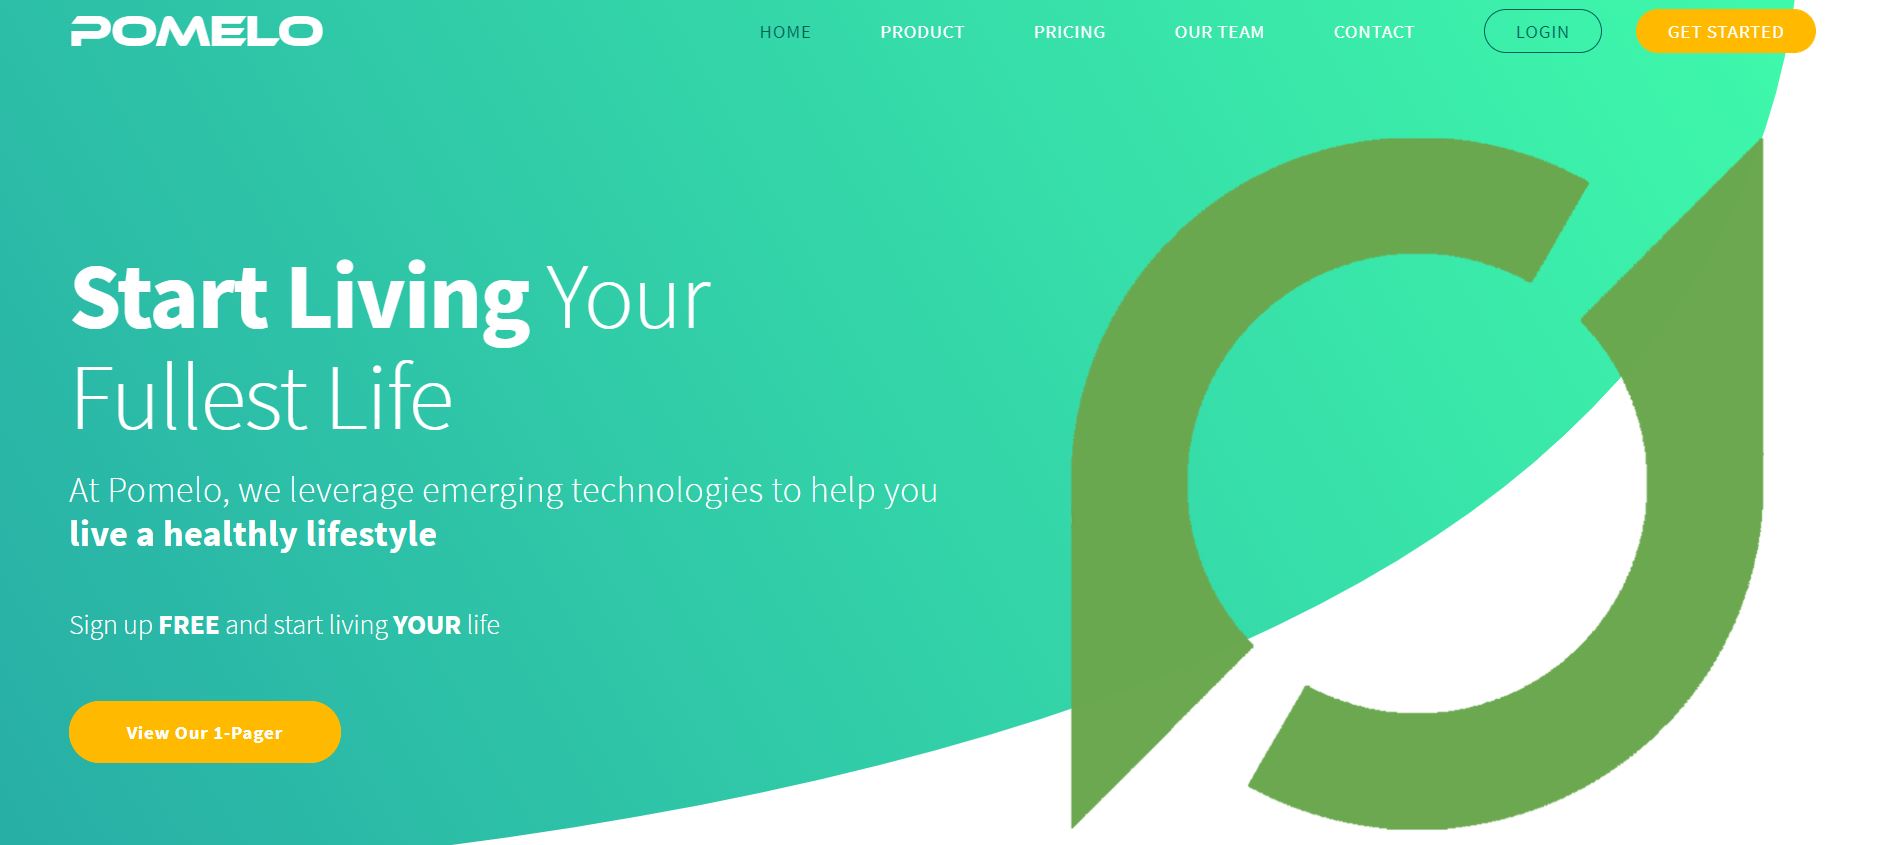 POMELO
HOME PRODUCT PRICING OUR TEAM CONTACT LOGIN GET STARTED
Start Living Your
Fullest Life
At Pomelo, we leverage emerging technologies to help you
live a healthly lifestyle
Sign up FREE and start living YOUR life
View Our 1-Pager